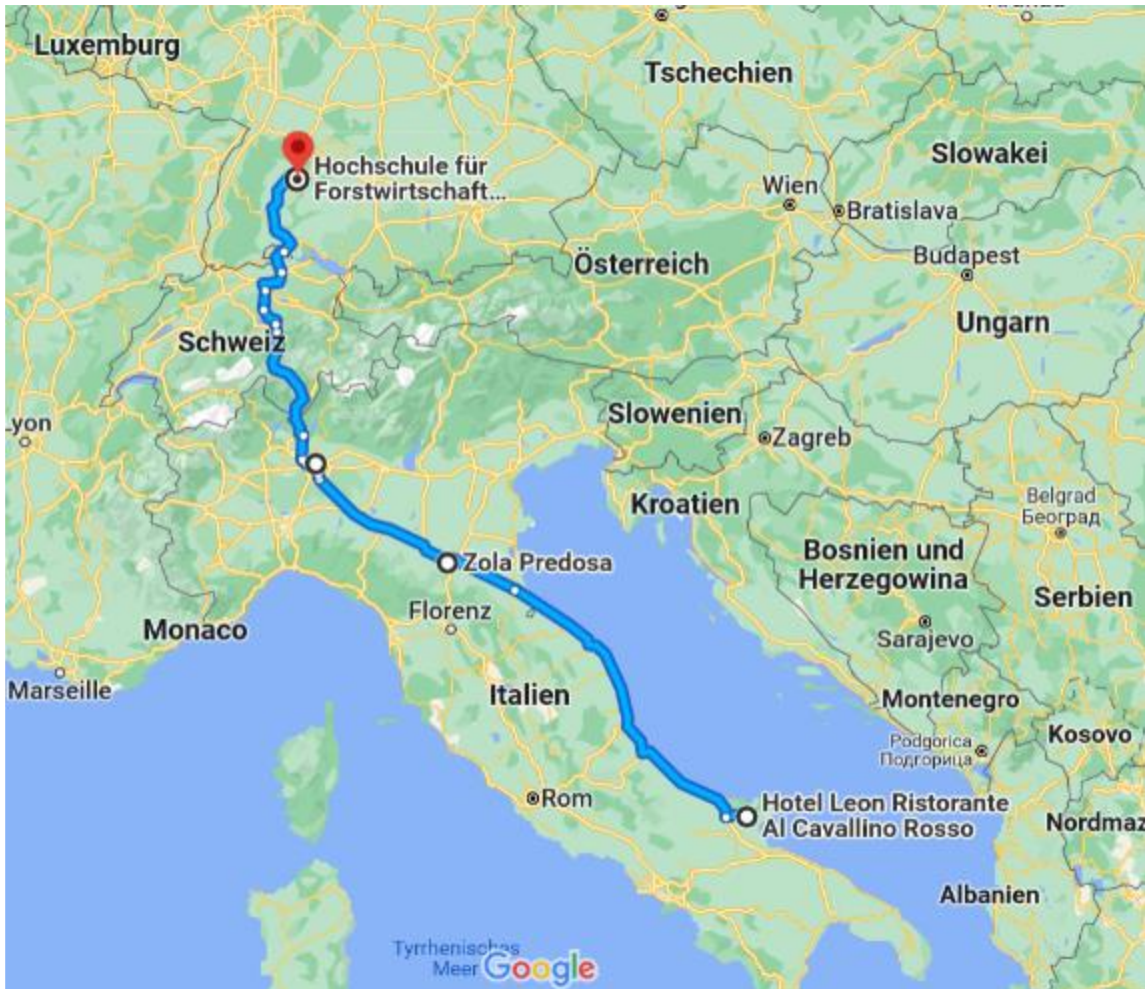 Luxemburg
Tschechien
Slowakei
Hochschule für
Forstwirtschaft...
Wien
Bratislava
Österreich
Budapest
Ungarn
Schweiz
Lyon
Slowenien
Zagreb
Kroatien
Belgrad
Београд
Bosnien und
Herzegowina
Zola Predosa
Serbien
Florenz
Monaco
Sarajevo
Marseille
Italien
Montenegro
Kosovo
Podgorica
Подгорица
Rom
Hotel Leon Ristorante
Al Cavallino Rosso
Nordmaz
Albanien
Tyrrhenisches
Meer
Google